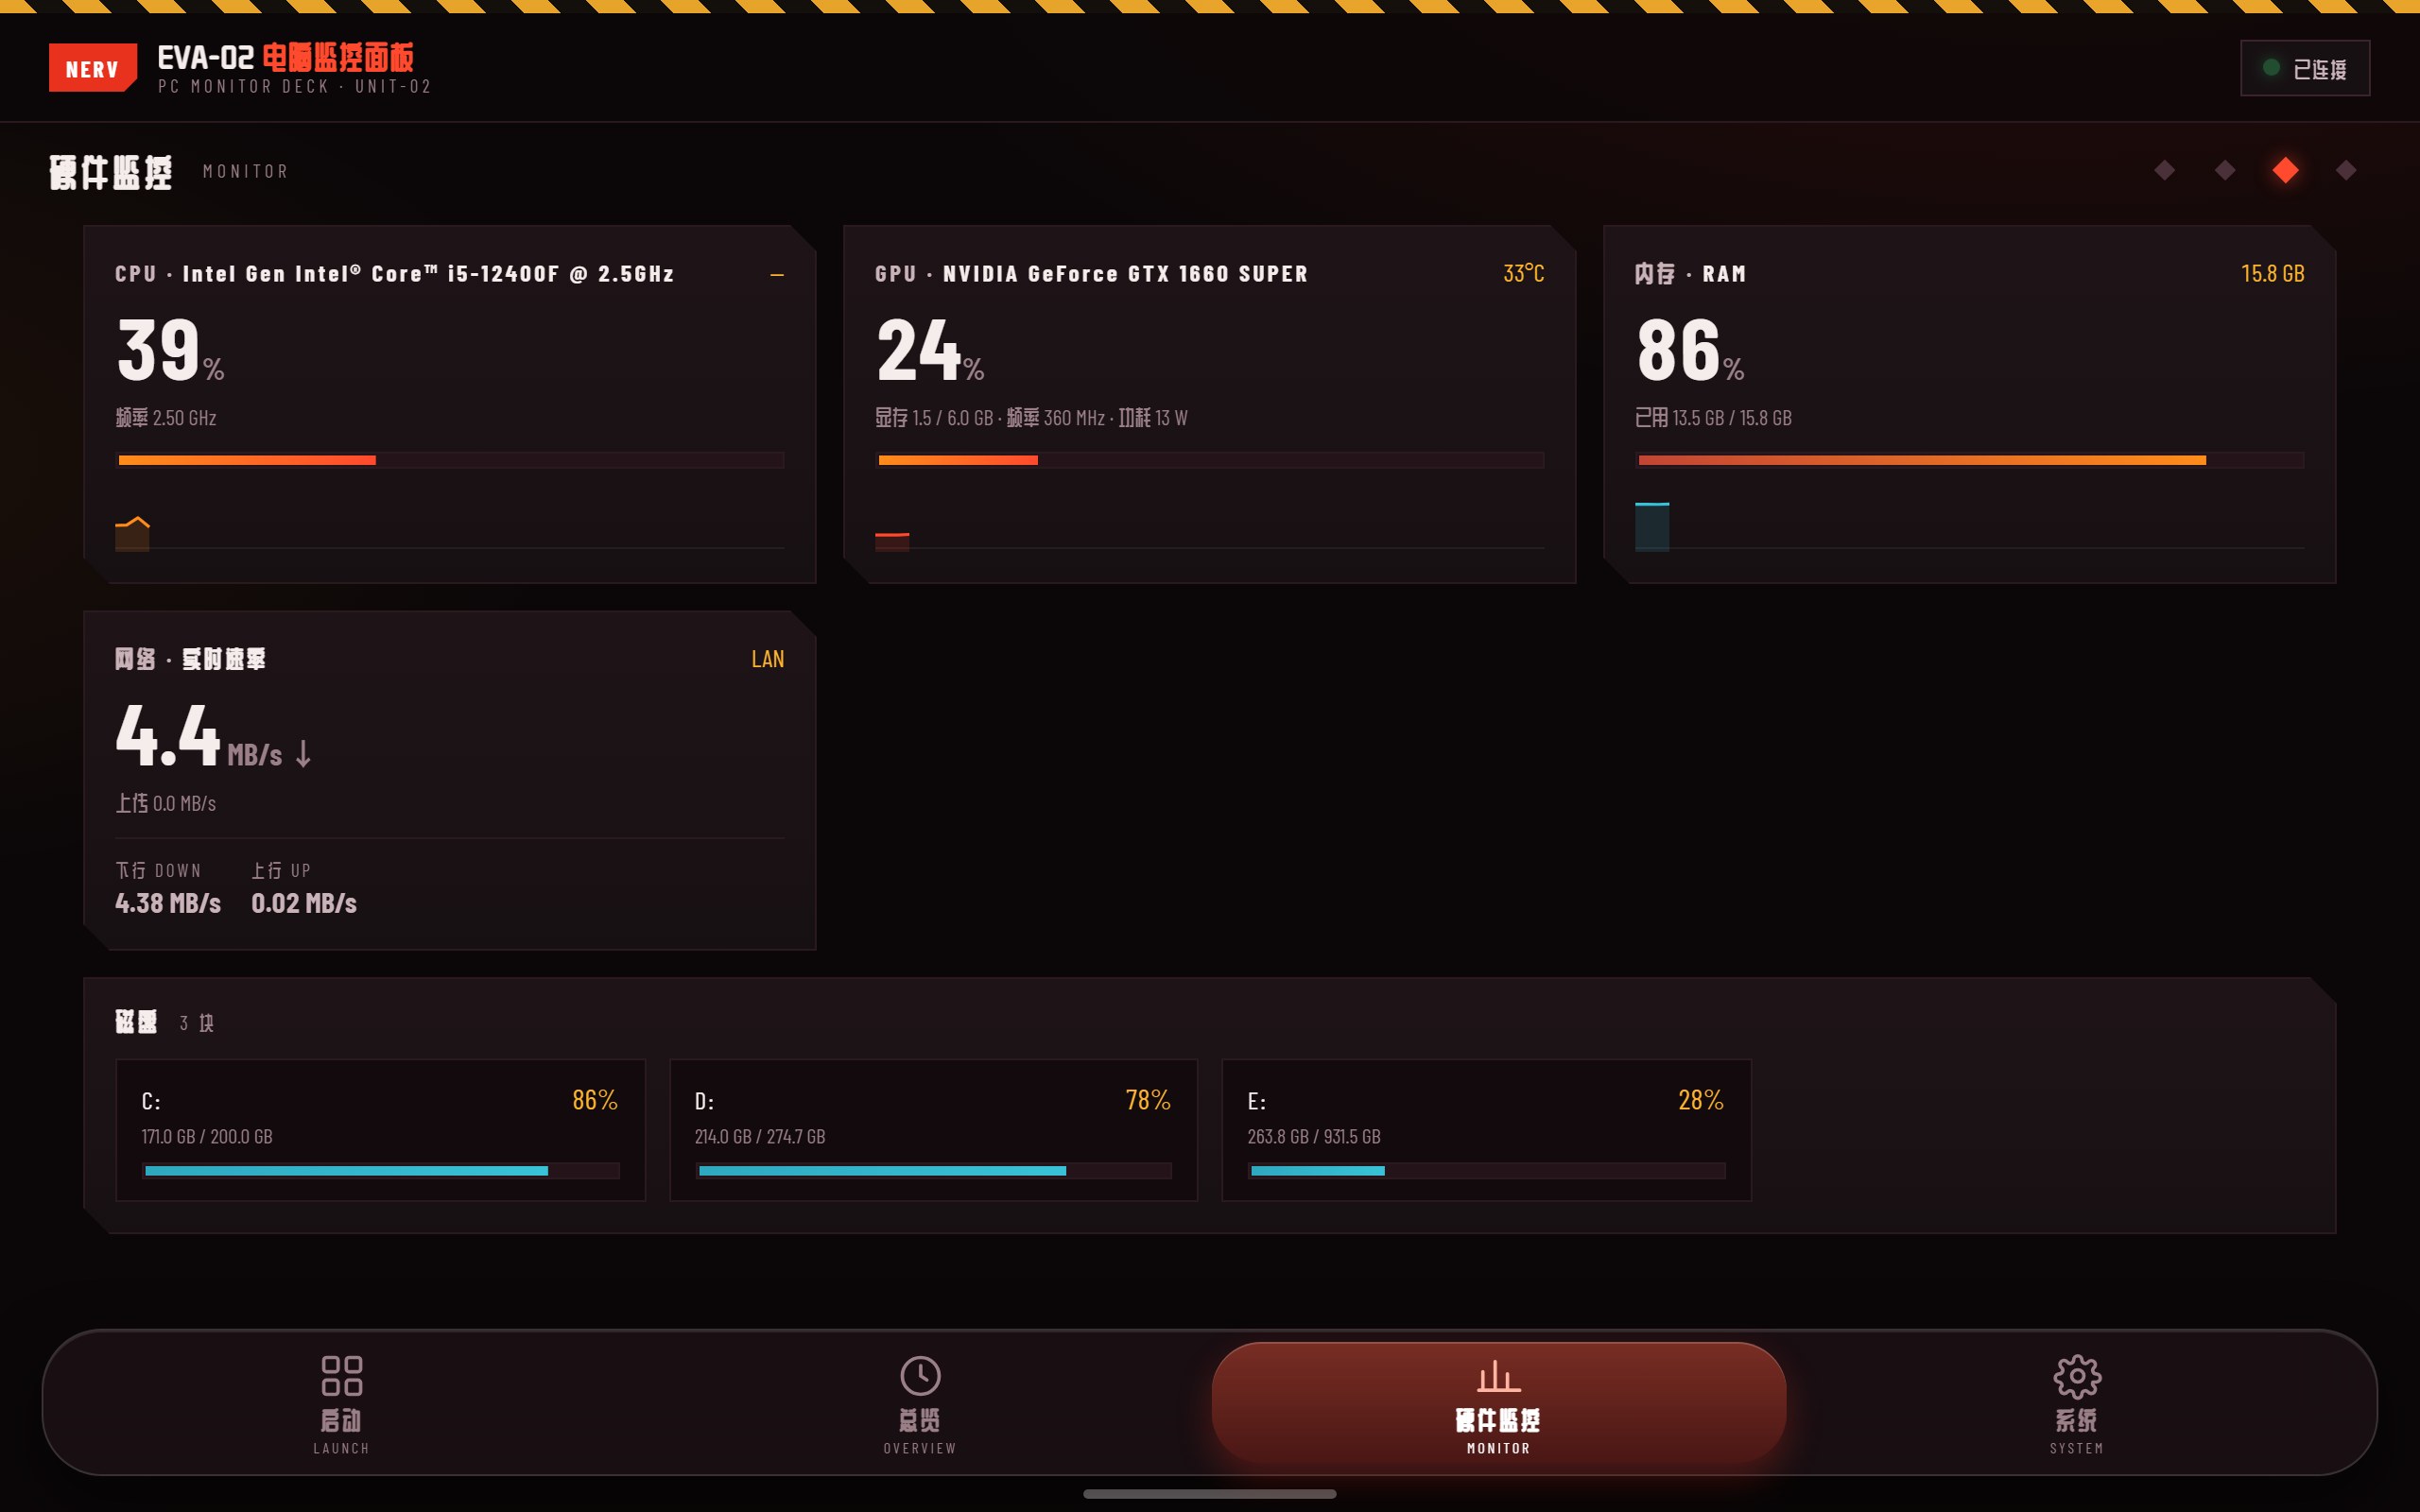 NERV
EVA-02 电脑监控面板
PC MONITOR DECK · UNIT-02
已连接
硬件监控 MONITOR
CPU · Intel Gen Intel® Core™ i5-12400F @ 2.5GHz —
39%
频率 2.50 GHz
GPU · NVIDIA GeForce GTX 1660 SUPER 33°C
24%
显存 1.5 / 6.0 GB · 频率 360 MHz · 功耗 13 W
内存 · RAM 15.8 GB
86%
已用 13.5 GB / 15.8 GB
网络 · 实时速率 LAN
4.4 MB/s ↓
上传 0.0 MB/s
下行 DOWN 上行 UP
4.38 MB/s 0.02 MB/s
磁盘 3 块
C: 86%
171.0 GB / 200.0 GB
D: 78%
214.0 GB / 274.7 GB
E: 28%
263.8 GB / 931.5 GB
启动
LAUNCH
总览
OVERVIEW
硬件监控
MONITOR
系统
SYSTEM